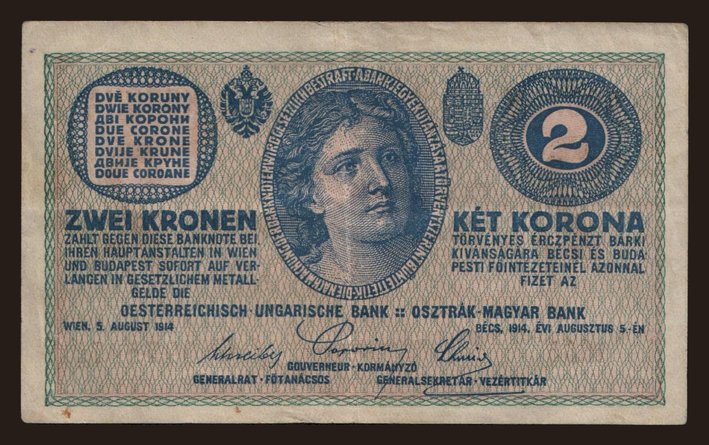 DVĚ KORUNY
DWIE KORONY
ДВІ КОРОНИ
DUE CORONE
DVE KRONE
DVIJE KRUNE
ДВИЈЕ КРУНЕ
DOUE COROANE
2
ZWEI KRONEN
ZAHLT GEGEN DIESE BANKNOTE BEI
IHREN HAUPTANSTALTEN IN WIEN
UND BUDAPEST SOFORT AUF VER-
LANGEN IN GESETZLICHEM METALL-
GELDE DIE
KÉT KORONA
TÖRVÉNYES ÉRCZPÉNZT BÁRKI
KIVÁNSÁGÁRA BÉCSI ÉS BUDA-
PESTI FŐINTÉZETEINÉL AZONNAL
FIZET AZ
OESTERREICHISCH-UNGARISCHE BANK :: OSZTRÁK-MAGYAR BANK
WIEN, 5. AUGUST 1914
BÉCS, 1914. ÉVI AUGUSZTUS 5.-ÉN
GOUVERNEUR · KORMÁNYZÓ
GENERALRAT · FŐTANÁCSOS
GENERALSEKRETÄR · VEZÉRTITKÁR